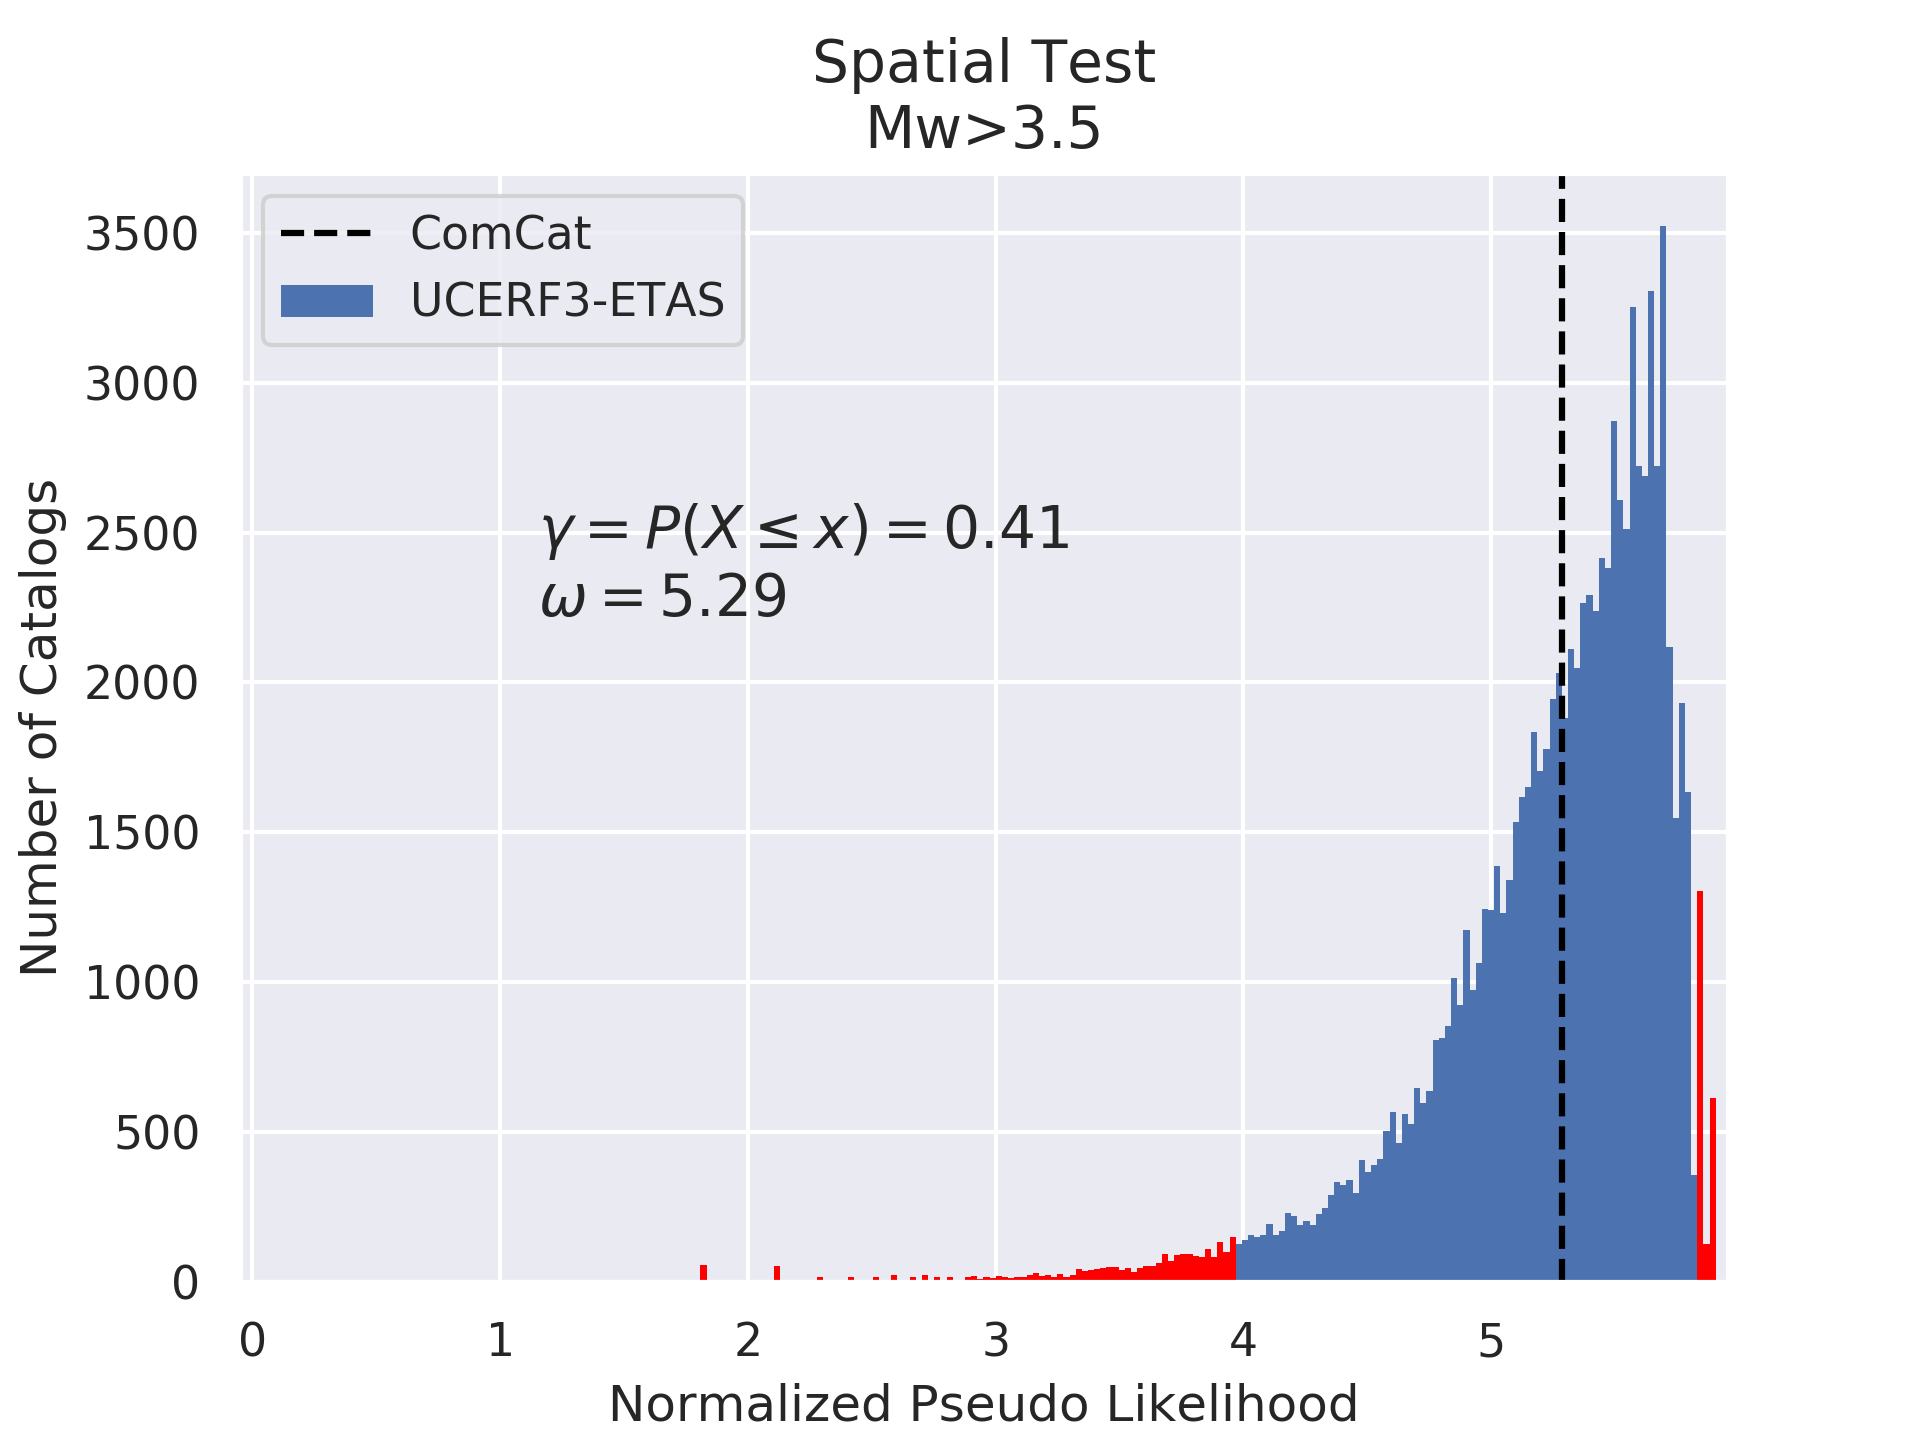 Spatial Test
Mw>3.5
ComCat
UCERF3-ETAS
γ = P(X ≤ x) = 0.41
ω = 5.29
Number of Catalogs
3500
3000
2500
2000
1500
1000
500
0
0 1 2 3 4 5
Normalized Pseudo Likelihood